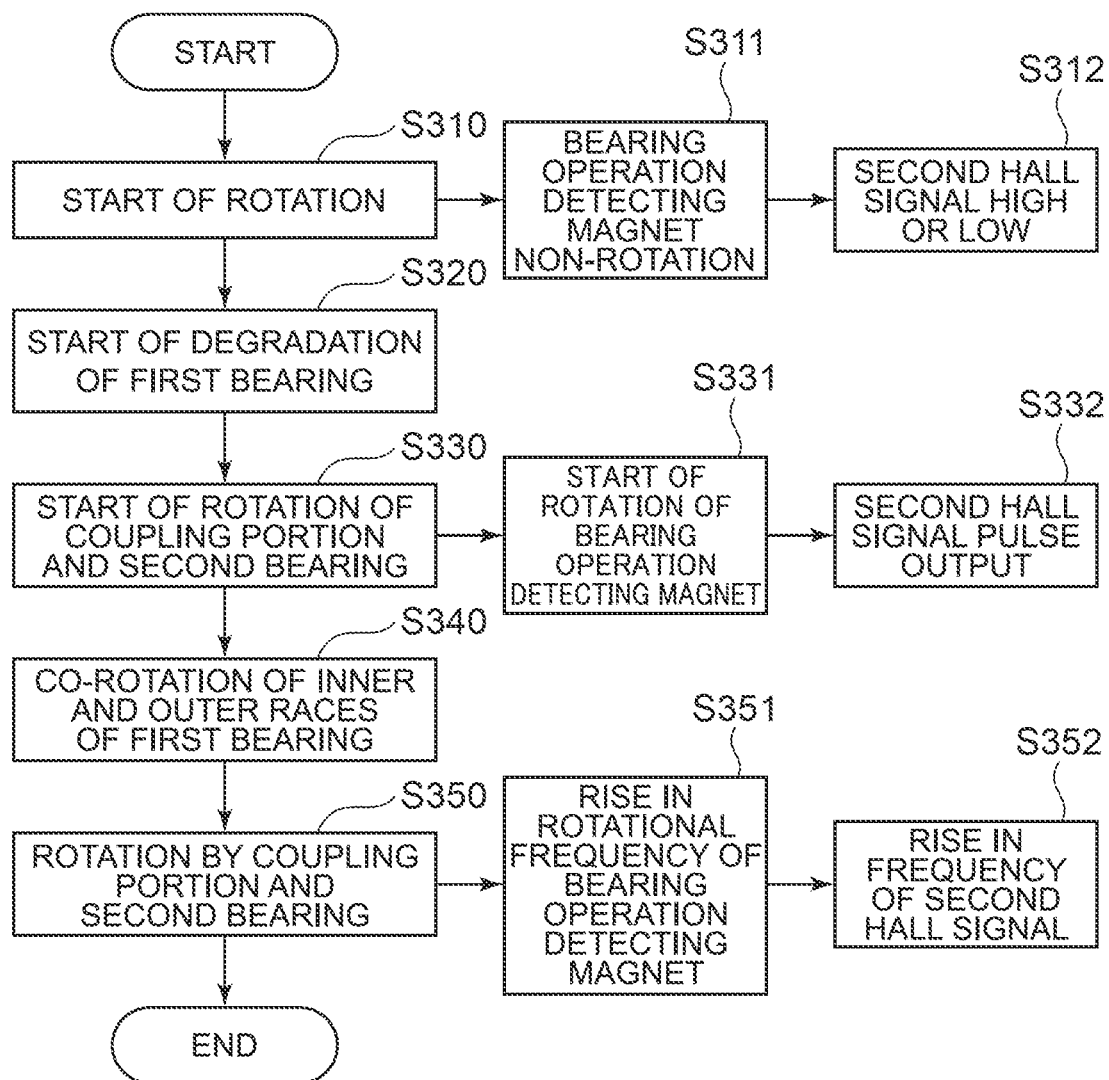 START
S310
START OF ROTATION
S311
BEARING
OPERATION
DETECTING
MAGNET
NON-ROTATION
S312
SECOND HALL
SIGNAL HIGH
OR LOW
S320
START OF DEGRADATION
OF FIRST BEARING
S330
START OF ROTATION OF
COUPLING PORTION
AND SECOND BEARING
S331
START OF
ROTATION OF
BEARING
OPERATION
DETECTING MAGNET
S332
SECOND HALL
SIGNAL PULSE
OUTPUT
S340
CO-ROTATION OF INNER
AND OUTER RACES
OF FIRST BEARING
S350
ROTATION BY COUPLING
PORTION AND
SECOND BEARING
S351
RISE IN
ROTATIONAL
FREQUENCY OF
BEARING
OPERATION
DETECTING
MAGNET
S352
RISE IN
FREQUENCY
OF SECOND
HALL SIGNAL
END